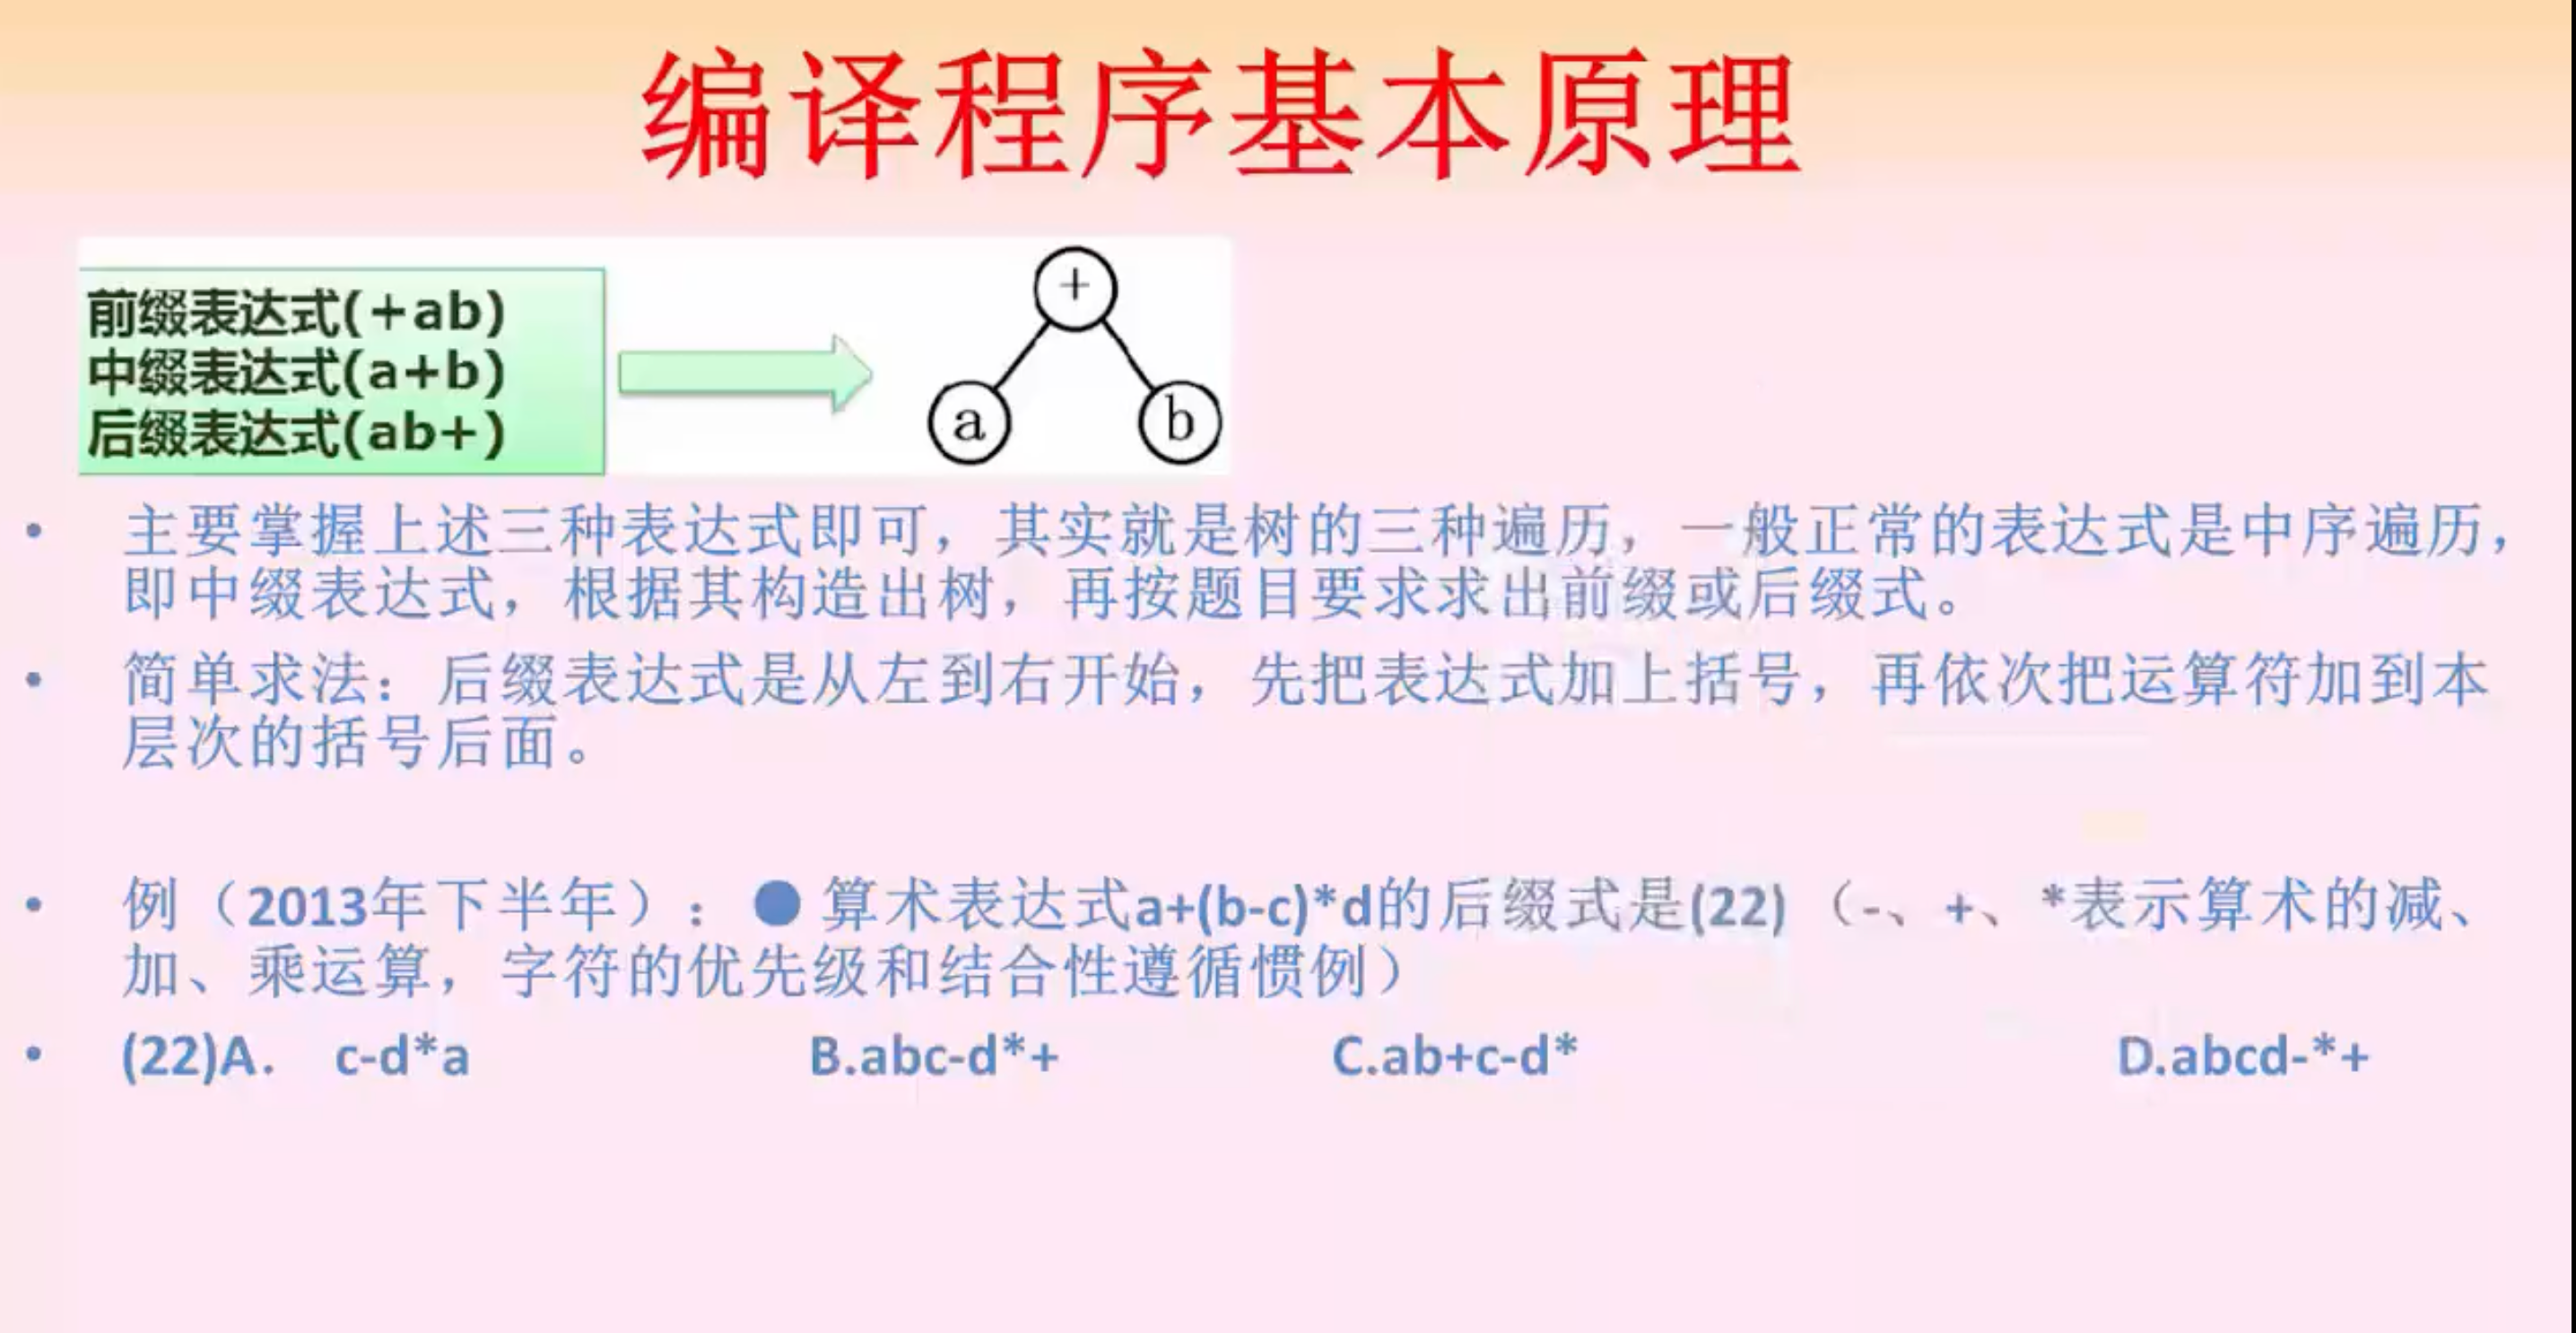 编译程序基本原理
前缀表达式(+ab)
中缀表达式(a+b)
后缀表达式(ab+)
+
a
b
• 主要掌握上述三种表达式即可，其实就是树的三种遍历，一般正常的表达式是中序遍历，
即中缀表达式，根据其构造出树，再按题目要求求出前缀或后缀式。
• 简单求法：后缀表达式是从左到右开始，先把表达式加上括号，再依次把运算符加到本
层次的括号后面。
• 例（2013年下半年）：● 算术表达式a+(b-c)*d的后缀式是(22)（-、+、*表示算术的减、
加、乘运算，字符的优先级和结合性遵循惯例）
• (22)A. c-d*a B.abc-d*+ C.ab+c-d* D.abcd-*+